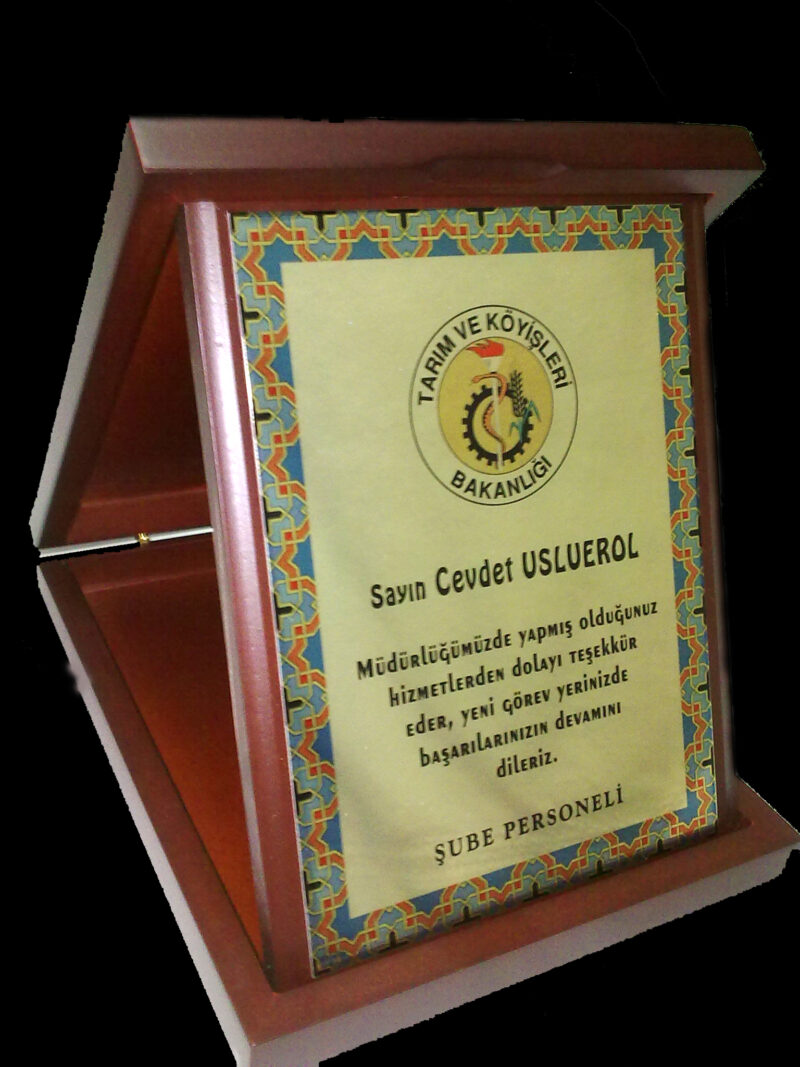 TARIM VE KÖYİŞLERİ
BAKANLIĞI
Sayın Cevdet USLUEROL
Müdürlüğümüzde yapmış olduğunuz
hizmetlerden dolayı teşekkür
eder, yeni görev yerinizde
başarılarınızın devamını
dileriz.
ŞUBE PERSONELİ